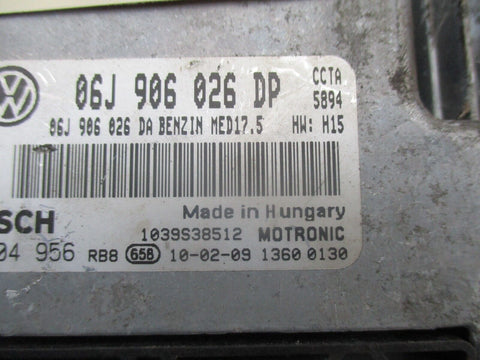 06J 906 026 DP CCTA 5894
06J 906 026 DA BENZIN MED17.5 HW: H15
SCH Made in Hungary
1039S38512 MOTRONIC
04 956 RB8 658 10-02-09 1360 0130